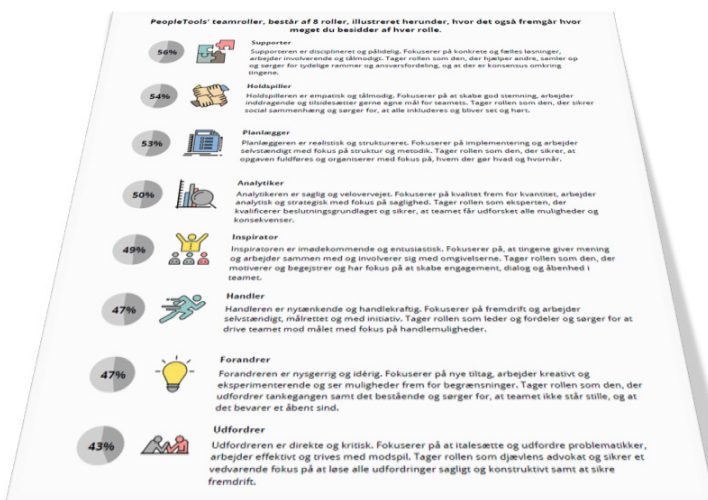 PeopleTools' teamroller, består af 8 roller, illustreret herunder, hvor det også fremgår hvor
meget du besidder af hver rolle.
56%
Supporter
Supporteren er disciplineret og pålidelig. Fokuserer på konkrete og fælles løsninger,
arbejder involverende og tålmodig. Tager rollen som den, der hjælper andre, samler op
og sørger for tydelige rammer og ansvarsfordeling, og at der er konsensus omkring
tingene.
54%
Holdspiller
Holdspilleren er empatisk og tålmodig. Fokuserer på at skabe god stemning, arbejder
inddragende og tilsidesætter gerne egne mål for teamets. Tager rollen som den, der sikrer
social sammenhæng og sørger for, at alle inkluderes og bliver set og hørt.
53%
Planlægger
Planlæggeren er realistisk og struktureret. Fokuserer på implementering og arbejder
selvstændigt med fokus på struktur og metodik. Tager rollen som den, der sikrer, at
opgaven fuldføres og organiserer med fokus på, hvem der gør hvad og hvornår.
50%
Analytiker
Analytikeren er saglig og velovervejet. Fokuserer på kvalitet frem for kvantitet, arbejder
analytisk og strategisk med fokus på saglighed. Tager rollen som eksperten, der
kvalificerer beslutningsgrundlaget og sikrer, at teamet får udforsket alle muligheder og
konsekvenser.
49%
Inspirator
Inspiratoren er imødekommende og entusiastisk. Fokuserer på, at tingene giver mening
og arbejder sammen med og involverer sig med omgivelserne. Tager rollen som den, der
motiverer og begejstrer og har fokus på at skabe engagement, dialog og åbenhed i
teamet.
47%
Handler
Handleren er nytænkende og handlekraftig. Fokuserer på fremdrift og arbejder
selvstændigt, målrettet og med initiativ. Tager rollen som leder og fordeler og sørger for at
drive teamet mod målet med fokus på handlemuligheder.
47%
Forandrer
Forandreren er nysgerrig og idérig. Fokuserer på nye tiltag, arbejder kreativt og
eksperimenterende og ser muligheder frem for begrænsninger. Tager rollen som den, der
udfordrer tankegangen samt det bestående og sørger for, at teamet ikke står stille, og at
det bevarer et åbent sind.
43%
Udfordrer
Udfordreren er direkte og kritisk. Fokuserer på at italesætte og udfordre problematikker,
arbejder effektivt og trives med modspil. Tager rollen som djævlens advokat og sikrer et
vedvarende fokus på at løse alle udfordringer sagligt og konstruktivt samt at sikre
fremdrift.